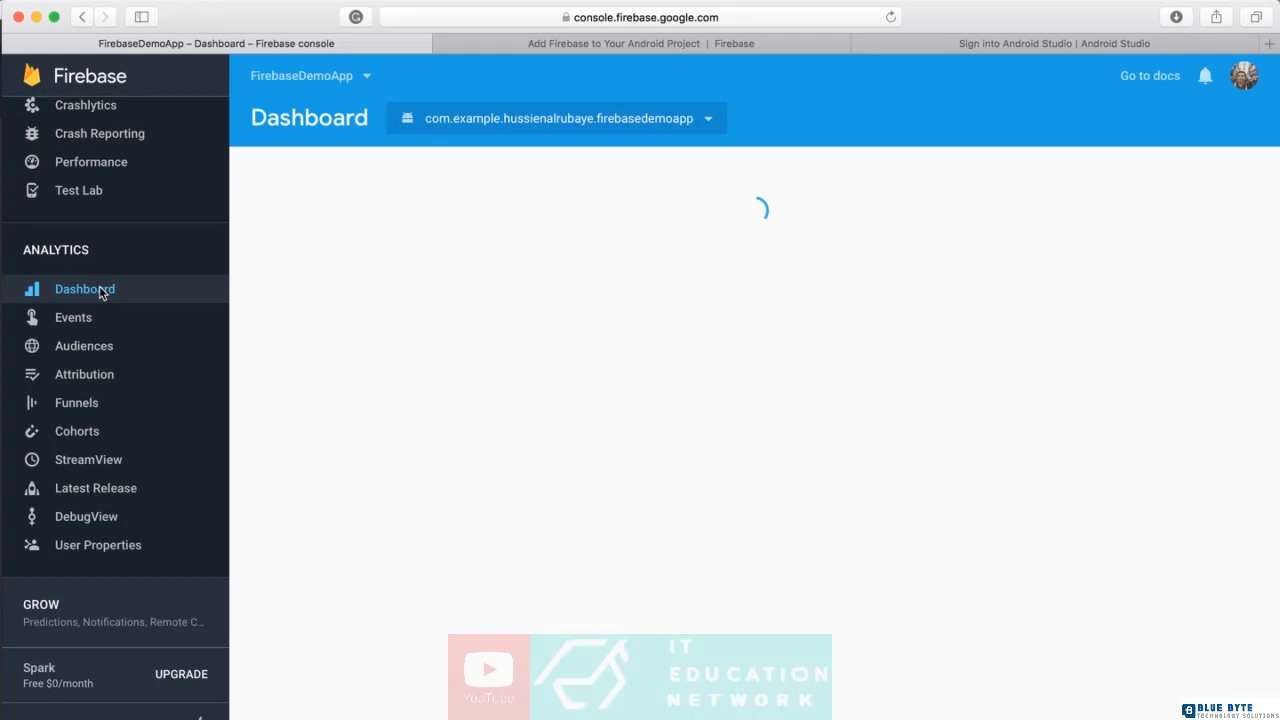 console.firebase.google.com
FirebaseDemoApp – Dashboard – Firebase console
Add Firebase to Your Android Project | Firebase
Sign into Android Studio | Android Studio
Firebase
FirebaseDemoApp
Go to docs
Dashboard
com.example.hussienalrubaye.firebasedemoapp
Crashlytics
Crash Reporting
Performance
Test Lab
ANALYTICS
Dashboard
Events
Audiences
Attribution
Funnels
Cohorts
StreamView
Latest Release
DebugView
User Properties
GROW
Predictions, Notifications, Remote C...
Spark
Free $0/month
UPGRADE
YouTube
IT
EDUCATION
NETWORK
BLUE BYTE
TECHNOLOGY SOLUTIONS